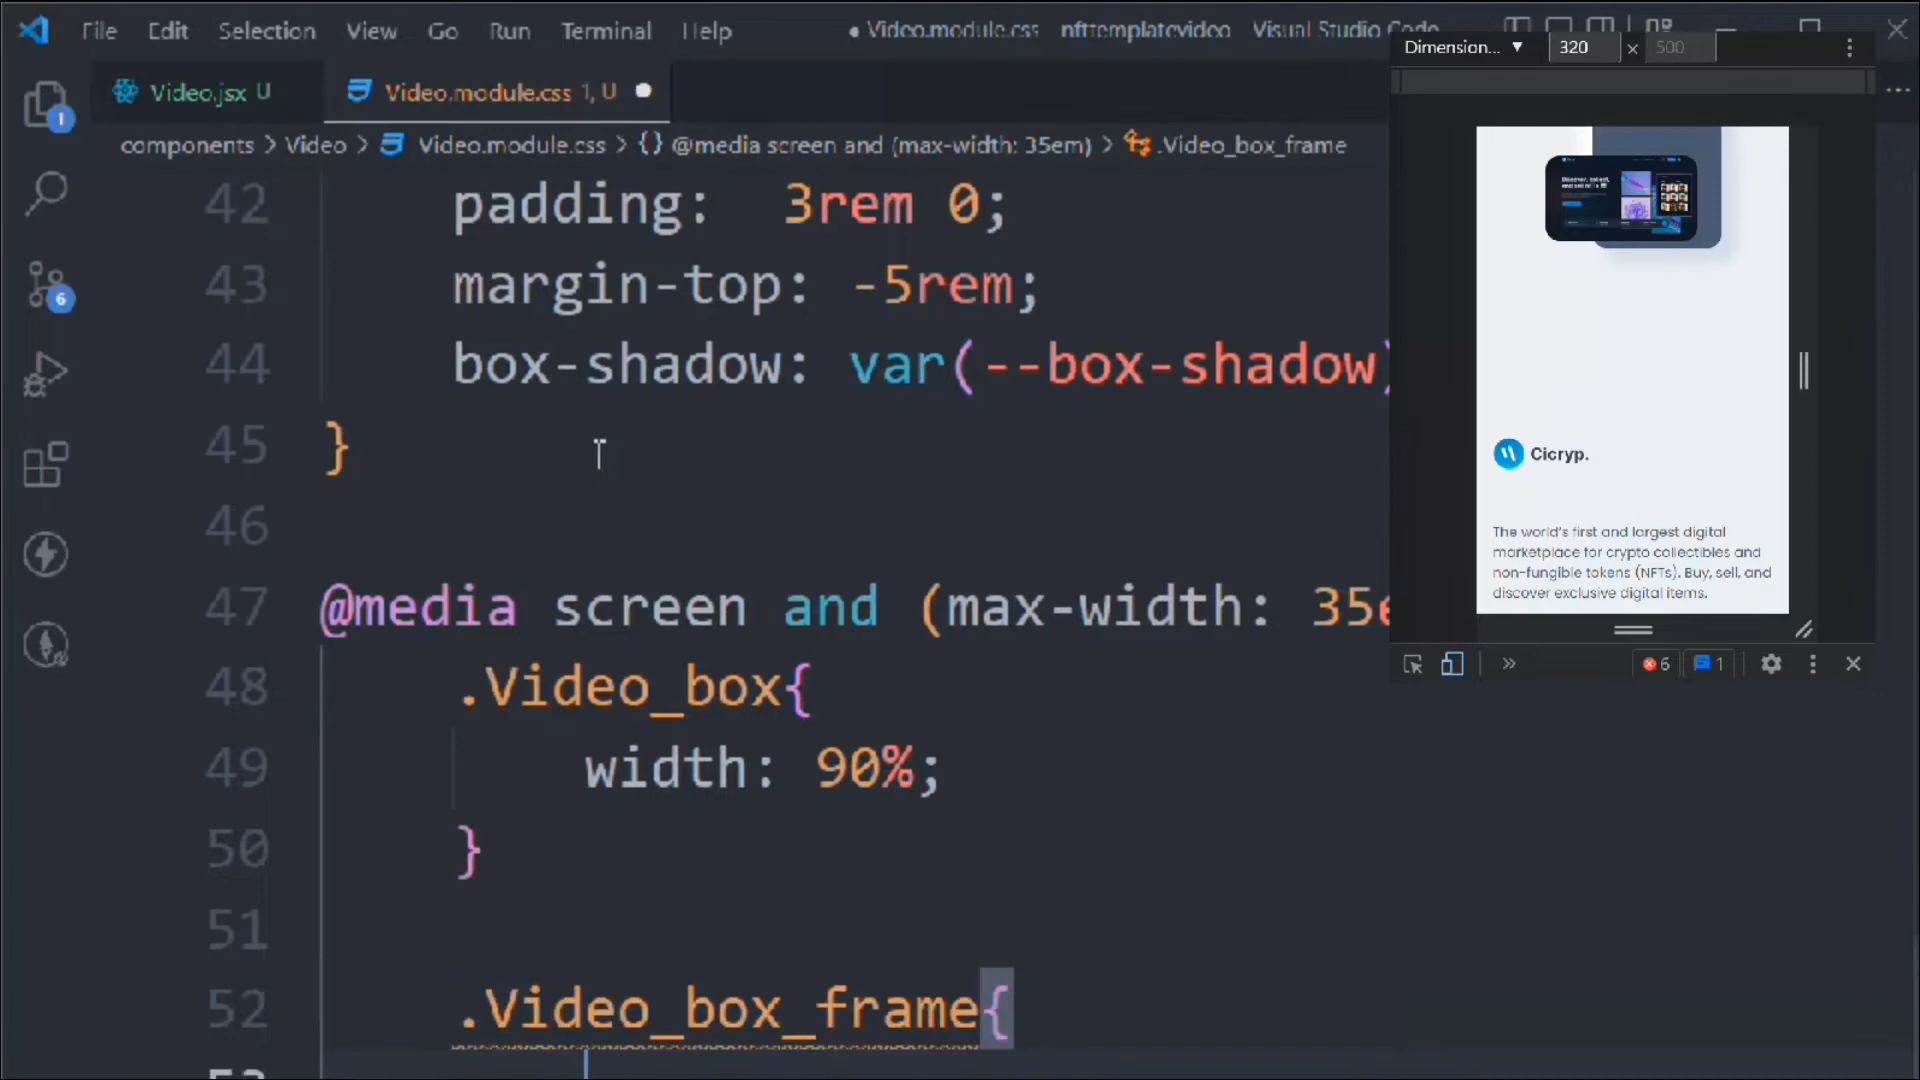 File Edit Selection View Go Run Terminal Help
● Video.module.css nfttemplatevideo Visual Studio Code
Dimension... ▼ 320 × 500
Video.jsx U
Video.module.css 1, U ●
components > Video > Video.module.css > {} @media screen and (max-width: 35em) > .Video_box_frame
42 padding: 3rem 0;
43 margin-top: -5rem;
44 box-shadow: var(--box-shadow)
45 }
46
47 @media screen and (max-width: 35e
48 .Video_box{
49 width: 90%;
50 }
51
52 .Video_box_frame{
53
1
6
Cicryp.
The world's first and largest digital
marketplace for crypto collectibles and
non-fungible tokens (NFTs). Buy, sell, and
discover exclusive digital items.
6 1